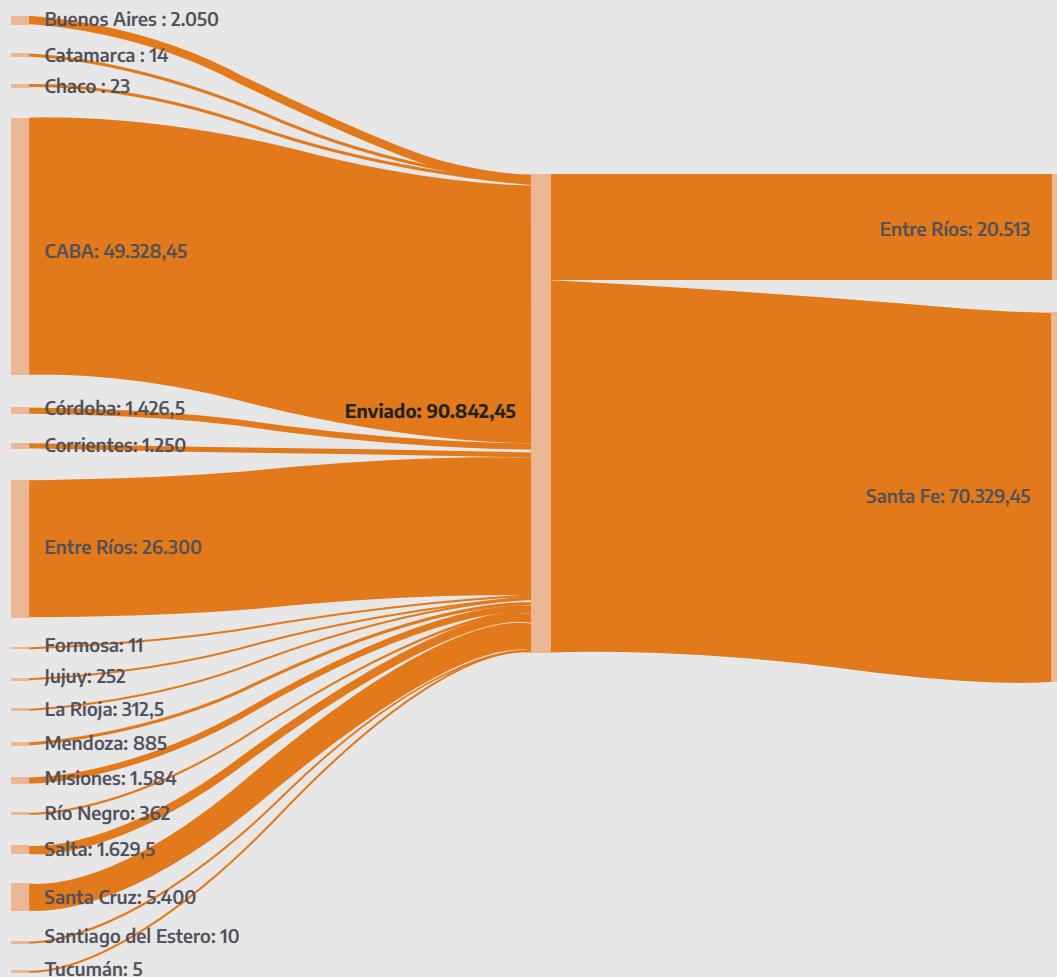 Buenos Aires : 2.050
Catamarca : 14
Chaco : 23
CABA: 49.328,45
Córdoba: 1.426,5
Corrientes: 1.250
Entre Ríos: 26.300
Formosa: 11
Jujuy: 252
La Rioja: 312,5
Mendoza: 885
Misiones: 1.584
Río Negro: 362
Salta: 1.629,5
Santa Cruz: 5.400
Santiago del Estero: 10
Tucumán: 5
Enviado: 90.842,45
Entre Ríos: 20.513
Santa Fe: 70.329,45